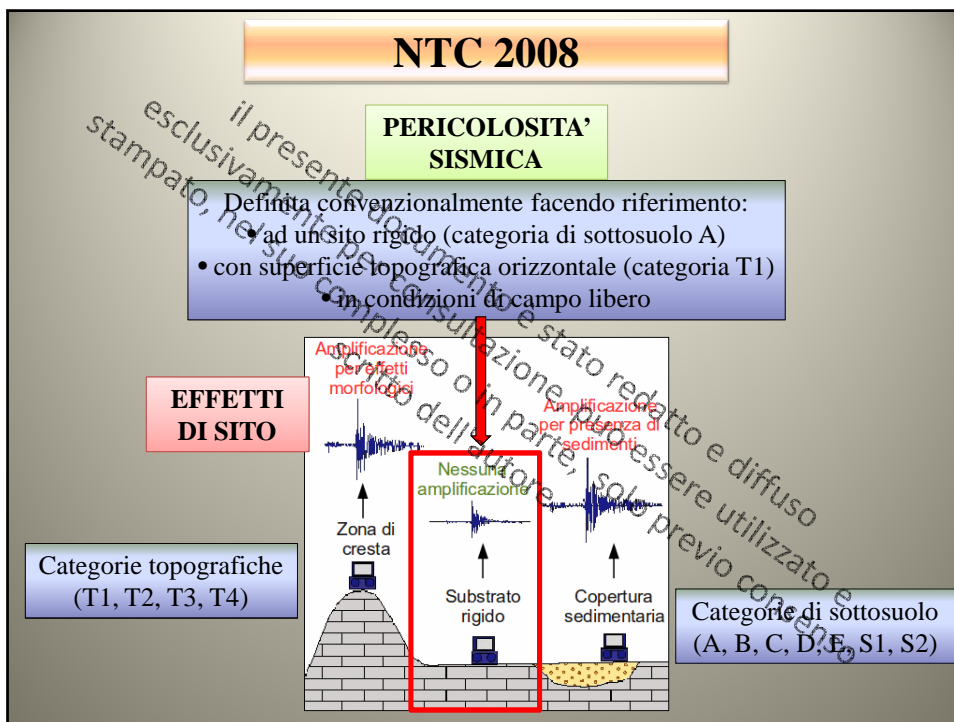 NTC 2008
PERICOLOSITA’
SISMICA
Definita convenzionalmente facendo riferimento:
• ad un sito rigido (categoria di sottosuolo A)
• con superficie topografica orizzontale (categoria T1)
• in condizioni di campo libero
EFFETTI
DI SITO
Amplificazione
per effetti
morfologici
Nessuna
amplificazione
Amplificazione
per presenza di
sedimenti
Zona di
cresta
Substrato
rigido
Copertura
sedimentaria
Categorie topografiche
(T1, T2, T3, T4)
Categorie di sottosuolo
(A, B, C, D, E, S1, S2)
il presente documento è stato redatto e diffuso
esclusivamente per consultazione, può essere utilizzato e
stampato, nel suo complesso o in parte, solo previo consenso
scritto dell'autore